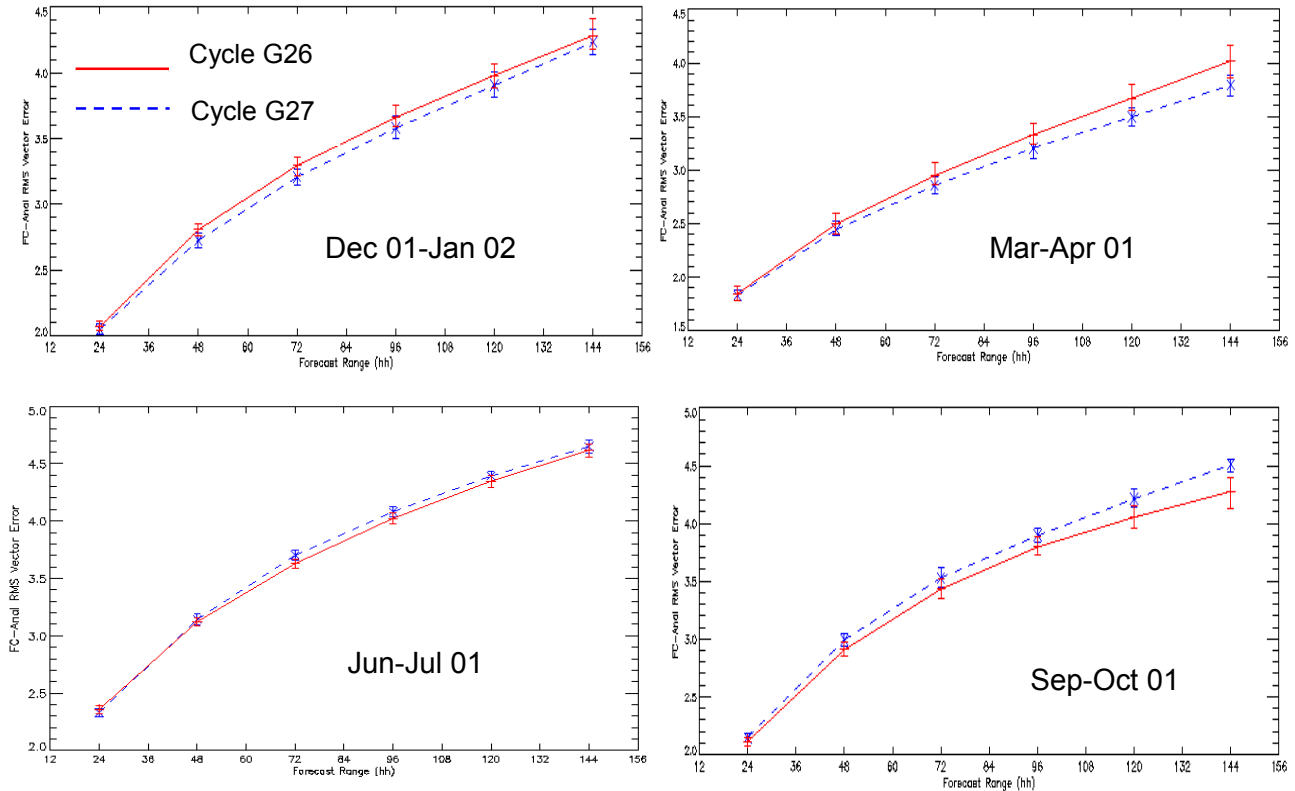 4.5
4.0
3.5
3.0
2.5
2.0
FC-Anal RMS Vector Error
Cycle G26
Cycle G27
Dec 01-Jan 02
12 24 36 48 60 72 84 96 108 120 132 144 156
Forecast Range (hh)
4.5
4.0
3.5
3.0
2.5
2.0
1.5
FC-Anal RMS Vector Error
Mar-Apr 01
12 24 36 48 60 72 84 96 108 120 132 144 156
Forecast Range (hh)
5.0
4.5
4.0
3.5
3.0
2.5
2.0
FC-Anal RMS Vector Error
Jun-Jul 01
12 24 36 48 60 72 84 96 108 120 132 144 156
Forecast Range (hh)
5.0
4.5
4.0
3.5
3.0
2.5
2.0
FC-Anal RMS Vector Error
Sep-Oct 01
12 24 36 48 60 72 84 96 108 120 132 144 156
Forecast Range (hh)